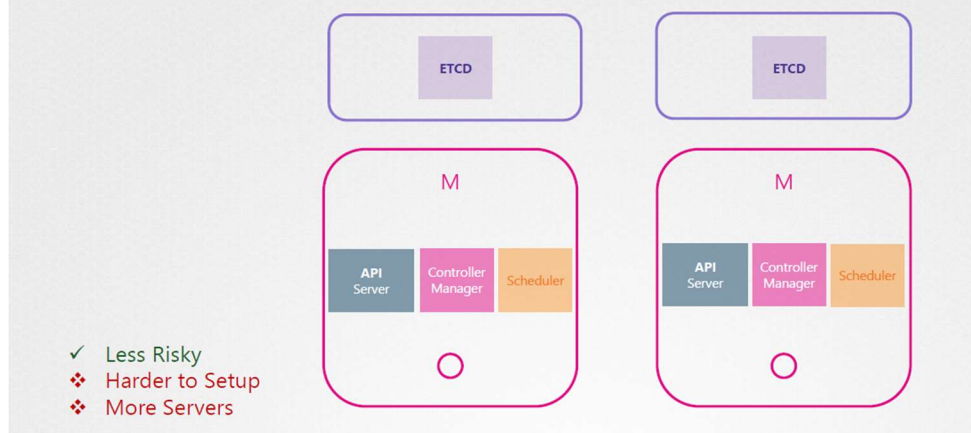 ETCD
ETCD
M
M
API
Server
Controller
Manager
Scheduler
API
Server
Controller
Manager
Scheduler
✓ Less Risky
❖ Harder to Setup
❖ More Servers